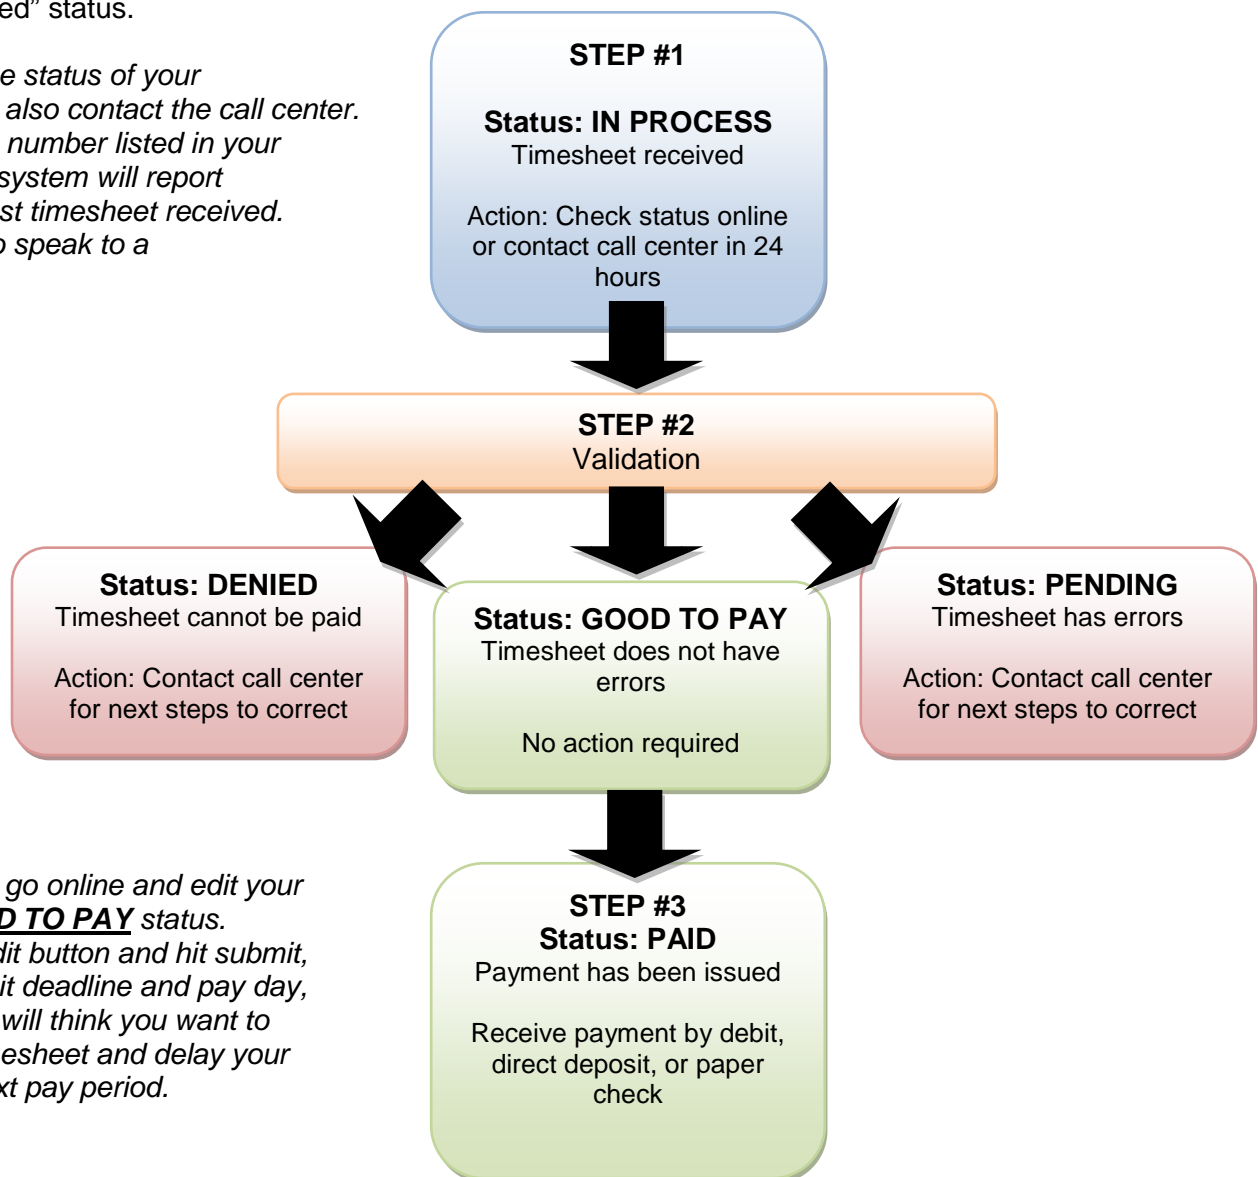 ed” status.
e status of your
also contact the call center.
number listed in your
system will report
st timesheet received.
o speak to a
STEP #1
Status: IN PROCESS
Timesheet received
Action: Check status online
or contact call center in 24
hours
STEP #2
Validation
Status: DENIED
Timesheet cannot be paid
Action: Contact call center
for next steps to correct
Status: GOOD TO PAY
Timesheet does not have
errors
No action required
Status: PENDING
Timesheet has errors
Action: Contact call center
for next steps to correct
go online and edit your
D TO PAY status.
dit button and hit submit,
it deadline and pay day,
will think you want to
nesheet and delay your
xt pay period.
STEP #3
Status: PAID
Payment has been issued
Receive payment by debit,
direct deposit, or paper
check